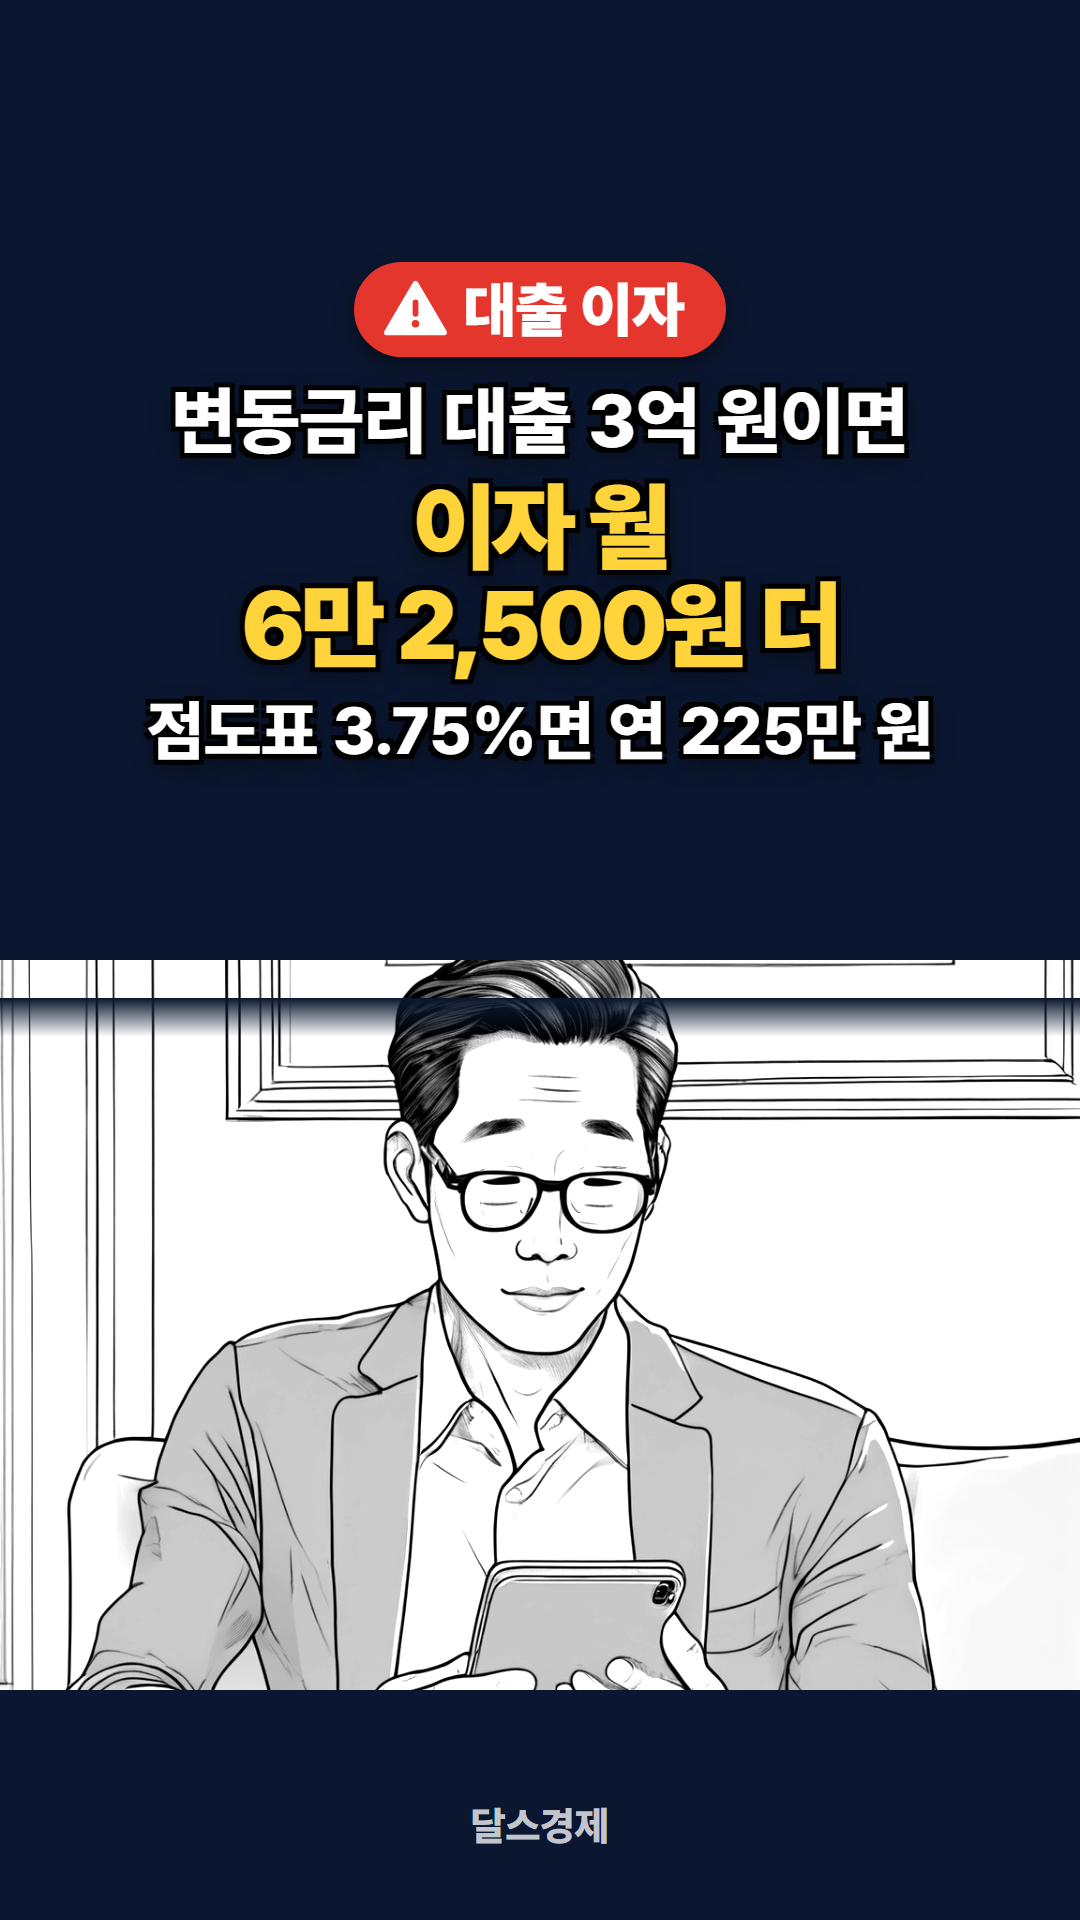 대출 이자
변동금리 대출 3억 원이면
이자 월
6만 2,500원 더
점도표 3.75%면 연 225만 원
달스경제